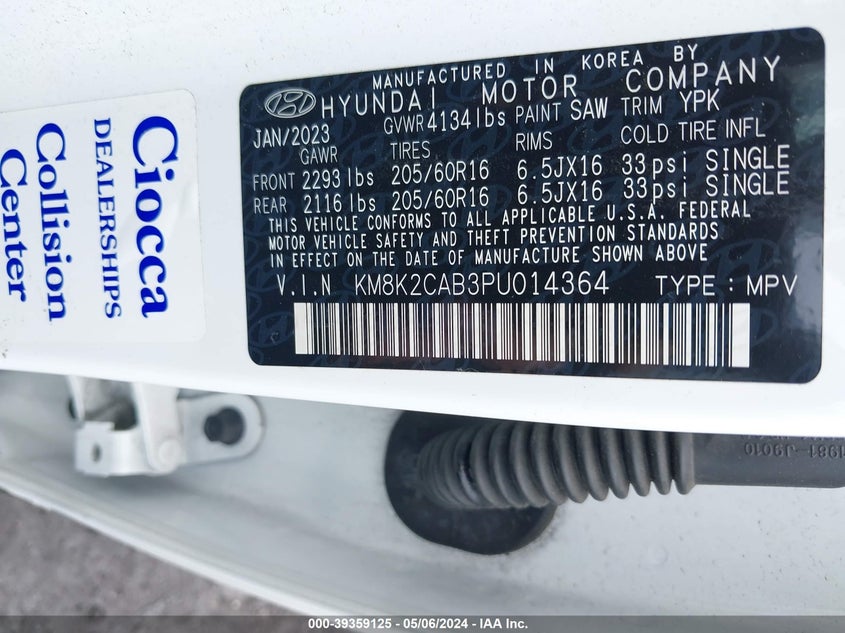 MANUFACTURED IN KOREA BY
HYUNDAI MOTOR COMPANY
JAN/2023 GVWR 4134lbs PAINT SAW TRIM YPK
GAWR TIRES RIMS COLD TIRE INFL
FRONT 2293 lbs 205/60R16 6.5JX16 33psi SINGLE
REAR 2116 lbs 205/60R16 6.5JX16 33psi SINGLE
THIS VEHICLE CONFORMS TO ALL APPLICABLE U.S.A. FEDERAL
MOTOR VEHICLE SAFETY AND THEFT PREVENTION STANDARDS
IN EFFECT ON THE DATE OF MANUFACTURE SHOWN ABOVE
V.I.N KM8K2CAB3PU014364 TYPE : MPV
Ciocca
DEALERSHIPS
Collision
Center
981-J9010
000-39359125 - 05/06/2024 - IAA Inc.